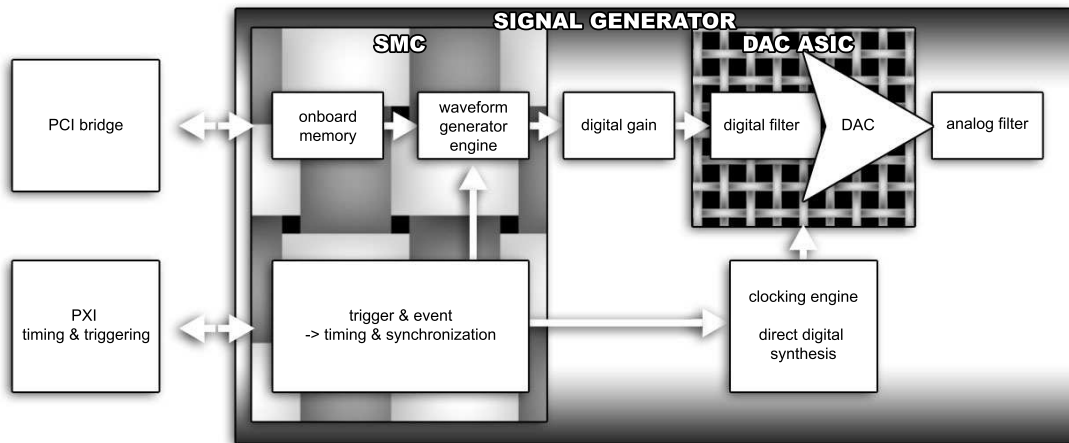 SIGNAL GENERATOR
SMC
DAC ASIC
PCI bridge
onboard
memory
waveform
generator
engine
digital gain
digital filter
DAC
analog filter
PXI
timing & triggering
trigger & event
-> timing & synchronization
clocking engine
direct digital
synthesis